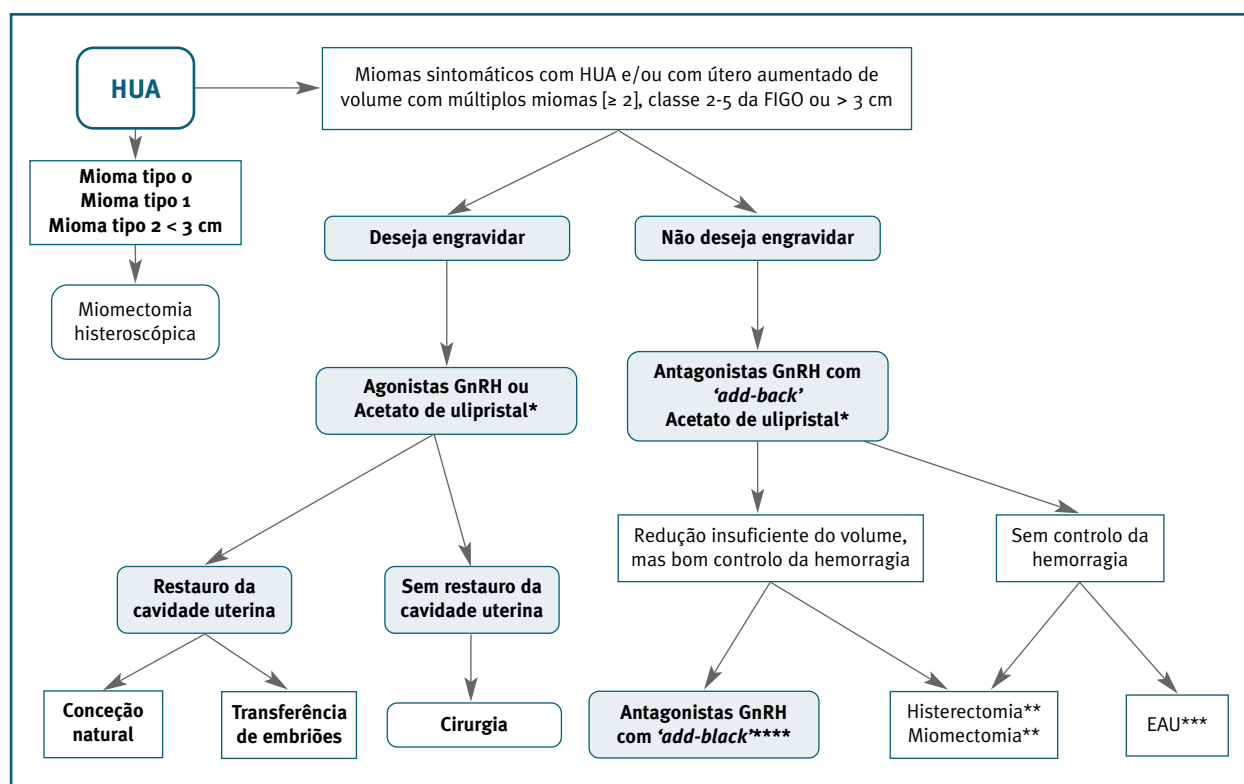 HUA
Miomas sintomáticos com HUA e/ou com útero aumentado de
volume com múltiplos miomas [≥ 2], classe 2-5 da FIGO ou > 3 cm
Mioma tipo 0
Mioma tipo 1
Mioma tipo 2 < 3 cm
Miomectomia
histeroscópica
Deseja engravidar
Não deseja engravidar
Agonistas GnRH ou
Acetato de ulipristal*
Antagonistas GnRH com
‘add-back’
Acetato de ulipristal*
Redução insuficiente do volume,
mas bom controlo da hemorragia
Sem controlo da
hemorragia
Restauro da
cavidade uterina
Sem restauro da
cavidade uterina
Conceção
natural
Transferência
de embriões
Cirurgia
Antagonistas GnRH
com ‘add-black’****
Histerectomia**
Miomectomia**
EAU***